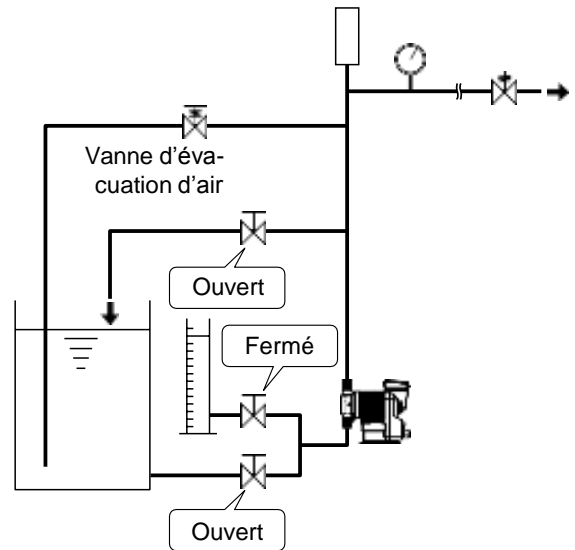 Vanne d'éva-
cuation d'air
Ouvert
Fermé
Ouvert